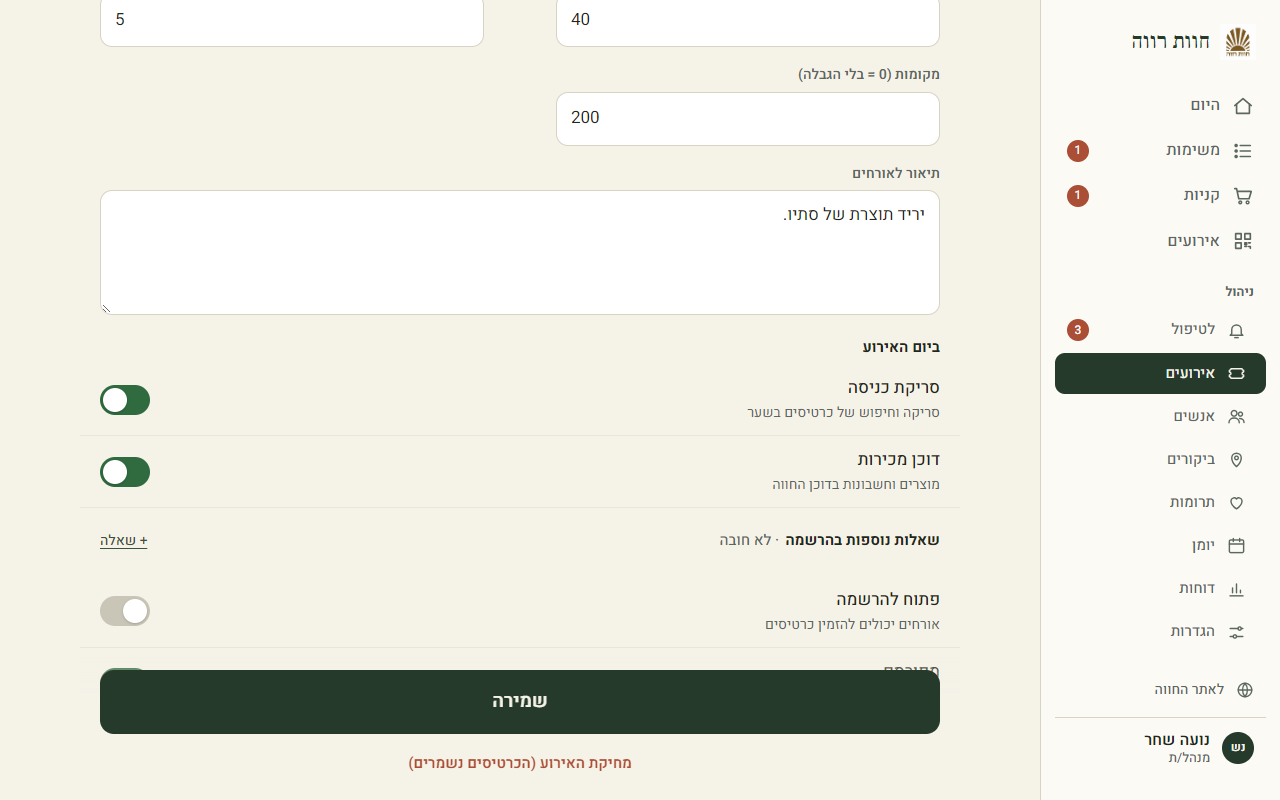 חוות רווה
היום
משימות 1
קניות 1
אירועים
ניהול
לטיפול 3
אירועים
אנשים
ביקורים
תרומות
יומן
דוחות
הגדרות
לאתר החווה
נש נועה שחר
מנהל/ת
40 5
מקומות (0 = בלי הגבלה)
200
תיאור לאורחים
יריד תוצרת של סתיו.
ביום האירוע
סריקת כניסה
סריקה וחיפוש של כרטיסים בשער
דוכן מכירות
מוצרים וחשבונות בדוכן החווה
שאלות נוספות בהרשמה · לא חובה + שאלה
פתוח להרשמה
אורחים יכולים להזמין כרטיסים
שמירה
מחיקת האירוע (הכרטיסים נשמרים)